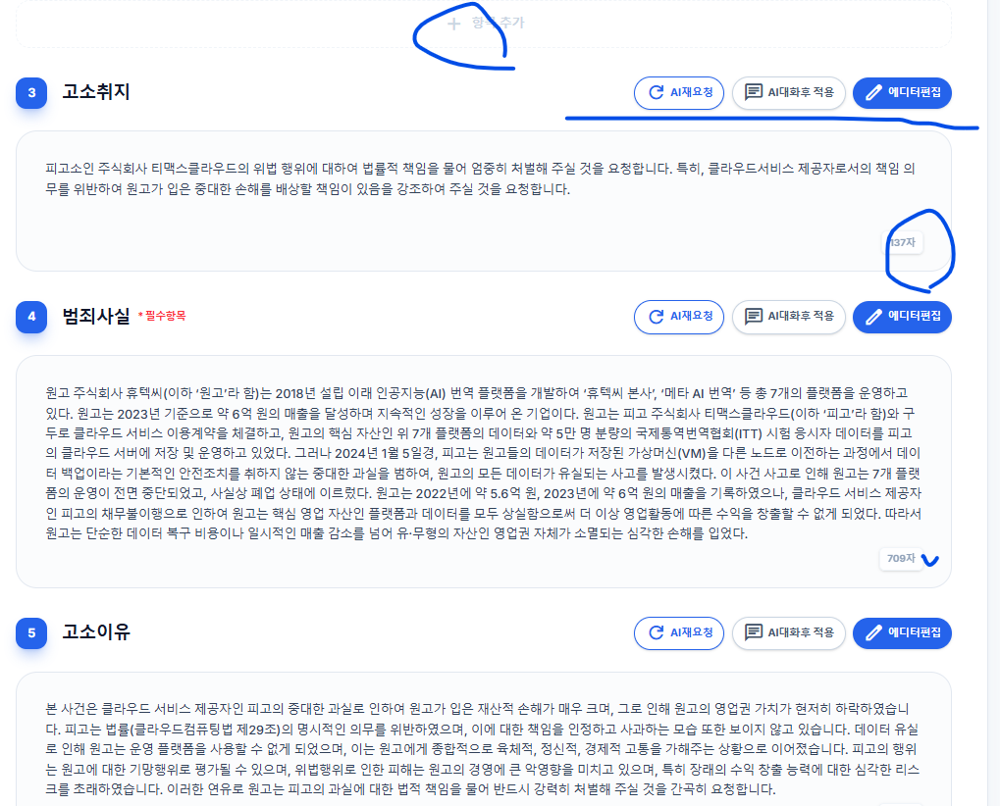 항목 추가
3 고소취지 AI재요청 AI대화후 적용 에디터편집
피고소인 주식회사 티맥스클라우드의 위법 행위에 대하여 법률적 책임을 물어 엄중히 처벌해 주실 것을 요청합니다. 특히, 클라우드서비스 제공자로서의 책임 의
무를 위반하여 원고가 입은 중대한 손해를 배상할 책임이 있음을 강조하여 주실 것을 요청합니다.
137자
4 범죄사실 * 필수항목 AI재요청 AI대화후 적용 에디터편집
원고 주식회사 휴텍씨(이하 ‘원고’라 함)는 2018년 설립 이래 인공지능(AI) 번역 플랫폼을 개발하여 ‘휴텍씨 본사’, ‘메타 AI 번역’ 등 총 7개의 플랫폼을 운영하고
있다. 원고는 2023년 기준으로 약 6억 원의 매출을 달성하며 지속적인 성장을 이루어 온 기업이다. 원고는 피고 주식회사 티맥스클라우드(이하 ‘피고’라 함)와 구
두로 클라우드 서비스 이용계약을 체결하고, 원고의 핵심 자산인 위 7개 플랫폼의 데이터와 약 5만 명 분량의 국제통역번역협회(ITT) 시험 응시자 데이터를 피고
의 클라우드 서버에 저장 및 운영하고 있었다. 그러나 2024년 1월 5일경, 피고는 원고들의 데이터가 저장된 가상머신(VM)을 다른 노드로 이전하는 과정에서 데이
터 백업이라는 기본적인 안전조치를 취하지 않는 중대한 과실을 범하여, 원고의 모든 데이터가 유실되는 사고를 발생시켰다. 이 사건 사고로 인해 원고는 7개 플랫
폼의 운영이 전면 중단되었고, 사실상 폐업 상태에 이르렀다. 원고는 2022년에 약 5.6억 원, 2023년에 약 6억 원의 매출을 기록하였으나, 클라우드 서비스 제공자
인 피고의 채무불이행으로 인하여 원고는 핵심 영업 자산인 플랫폼과 데이터를 모두 상실함으로써 더 이상 영업활동에 따른 수익을 창출할 수 없게 되었다. 따라서
원고는 단순한 데이터 복구 비용이나 일시적인 매출 감소를 넘어 유·무형의 자산인 영업권 자체가 소멸되는 심각한 손해를 입었다.
709자
5 고소이유 AI재요청 AI대화후 적용 에디터편집
본 사건은 클라우드 서비스 제공자인 피고의 중대한 과실로 인하여 원고가 입은 재산적 손해가 매우 크며, 그로 인해 원고의 영업권 가치가 현저히 하락하였습니
다. 피고는 법률(클라우드컴퓨팅법 제29조)의 명시적인 의무를 위반하였으며, 이에 대한 책임을 인정하고 사과하는 모습 또한 보이지 않고 있습니다. 데이터 유실
로 인해 원고는 운영 플랫폼을 사용할 수 없게 되었으며, 이는 원고에게 종합적으로 육체적, 정신적, 경제적 고통을 가해주는 상황으로 이어졌습니다. 피고의 행위
는 원고에 대한 기망행위로 평가될 수 있으며, 위법행위로 인한 피해는 원고의 경영에 큰 악영향을 미치고 있으며, 특히 장래의 수익 창출 능력에 대한 심각한 리스
크를 초래하였습니다. 이러한 연유로 원고는 피고의 과실에 대한 법적 책임을 물어 반드시 강력히 처벌해 주실 것을 간곡히 요청합니다.